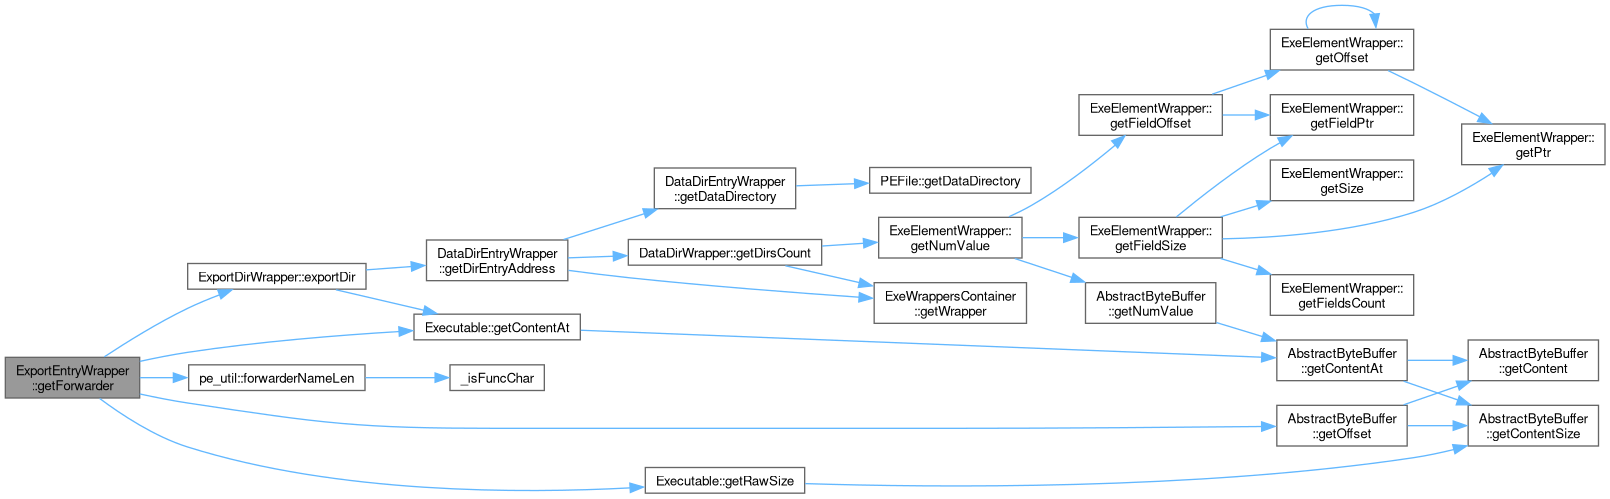 ExportEntryWrapper
::getForwarder
ExportDirWrapper::exportDir
Executable::getContentAt
pe_util::forwarderNameLen
_isFuncChar
DataDirEntryWrapper
::getDirEntryAddress
DataDirEntryWrapper
::getDataDirectory
DataDirWrapper::getDirsCount
Executable::getRawSize
PEFile::getDataDirectory
ExeElementWrapper::
getNumValue
ExeWrappersContainer
::getWrapper
ExeElementWrapper::
getFieldOffset
ExeElementWrapper::
getFieldSize
AbstractByteBuffer
::getNumValue
ExeElementWrapper::
getOffset
ExeElementWrapper::
getFieldPtr
ExeElementWrapper::
getSize
ExeElementWrapper::
getFieldsCount
AbstractByteBuffer
::getContentAt
AbstractByteBuffer
::getOffset
ExeElementWrapper::
getPtr
AbstractByteBuffer
::getContent
AbstractByteBuffer
::getContentSize